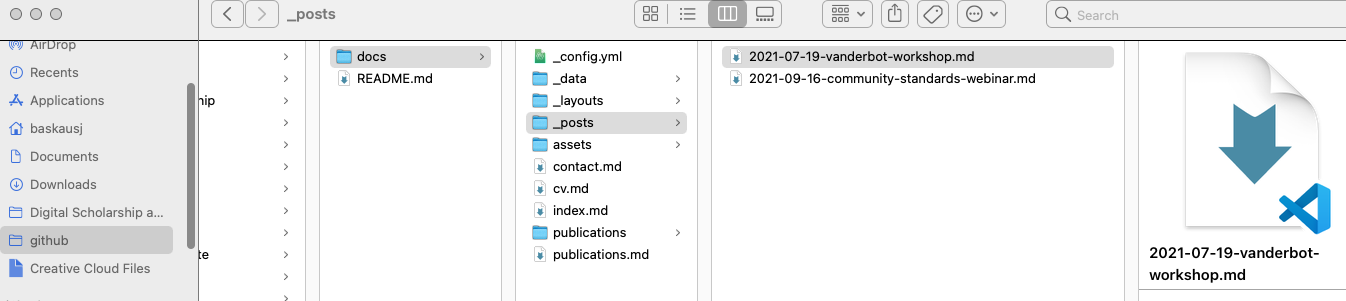 _posts
Search
AirDrop
Recents
Applications
baskausj
Documents
Downloads
Digital Scholarship a...
github
Creative Cloud Files
hip
te
docs
README.md
_config.yml
_data
_layouts
_posts
assets
contact.md
cv.md
index.md
publications
publications.md
2021-07-19-vanderbot-workshop.md
2021-09-16-community-standards-webinar.md
2021-07-19-vanderbot-
workshop.md